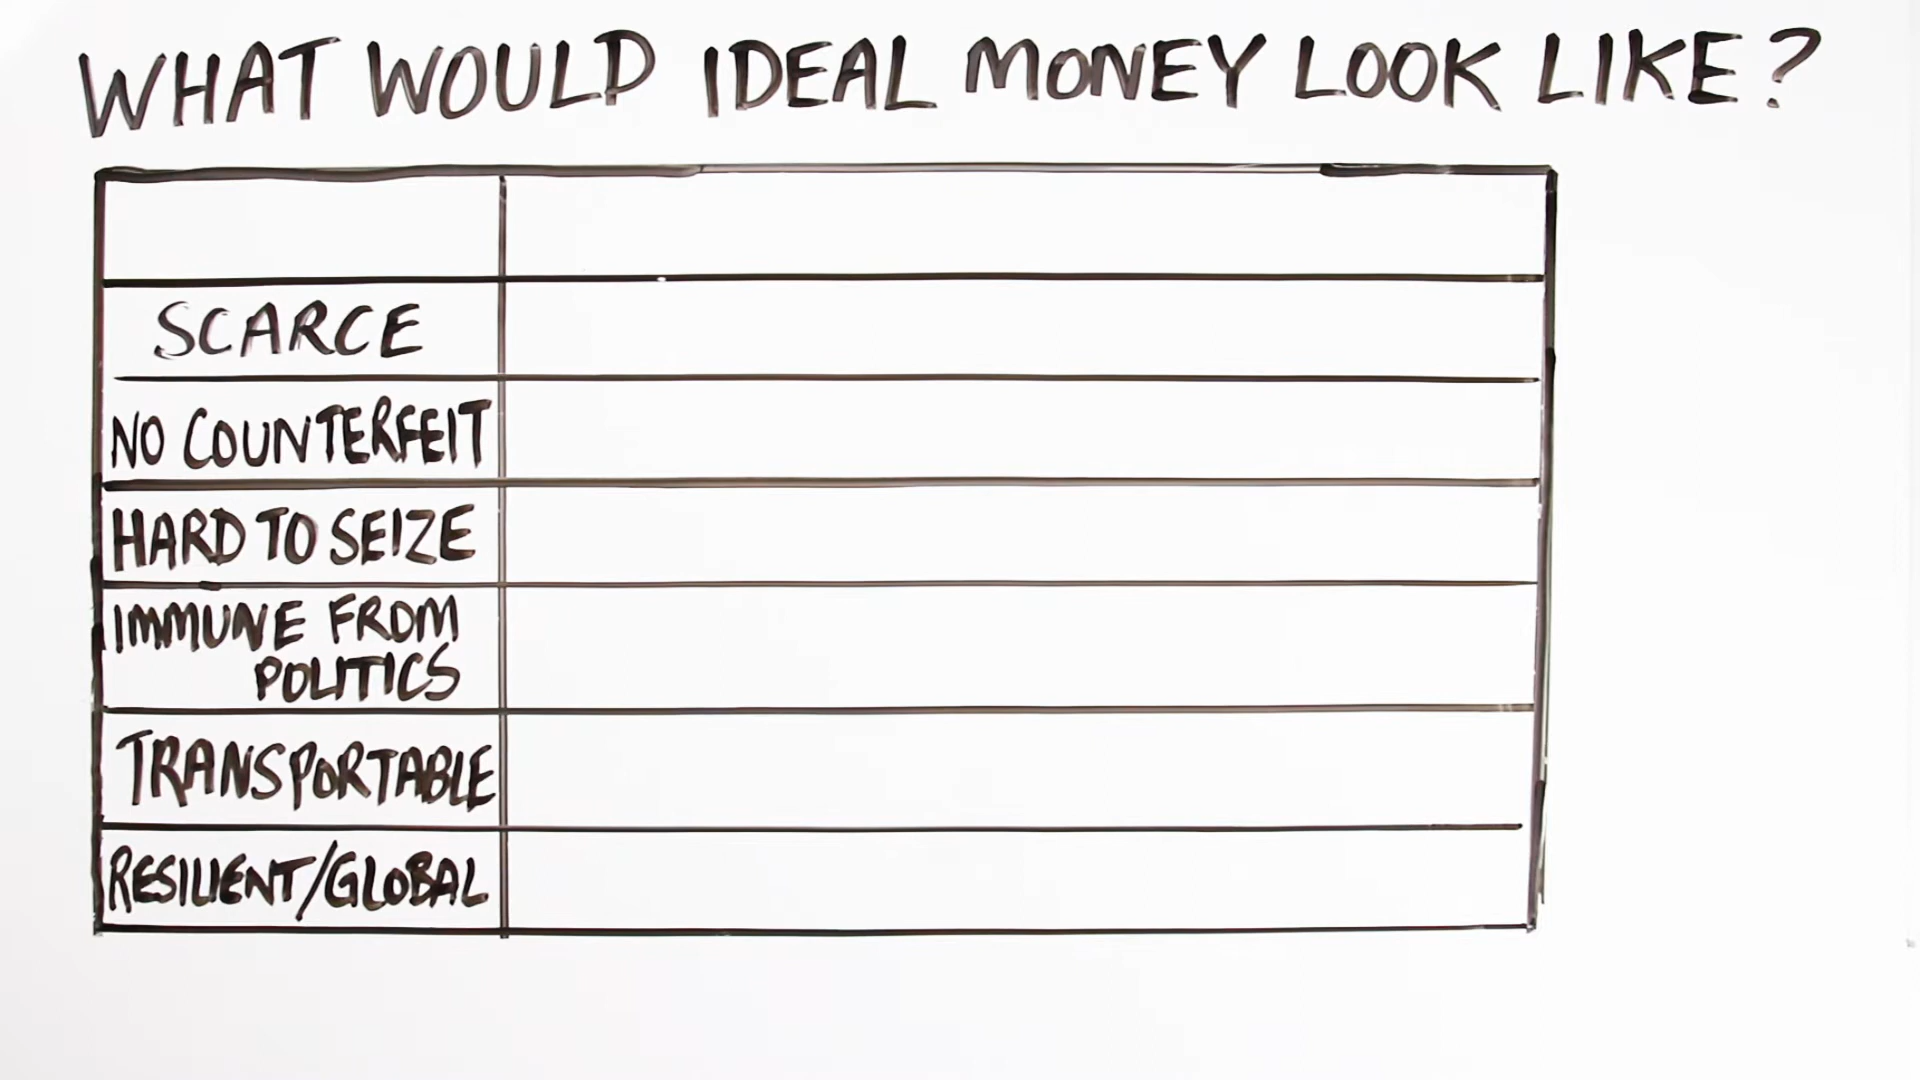 WHAT WOULD IDEAL MONEY LOOK LIKE?
SCARCE
NO COUNTERFEIT
HARD TO SEIZE
IMMUNE FROM
POLITICS
TRANSPORTABLE
RESILIENT/GLOBAL